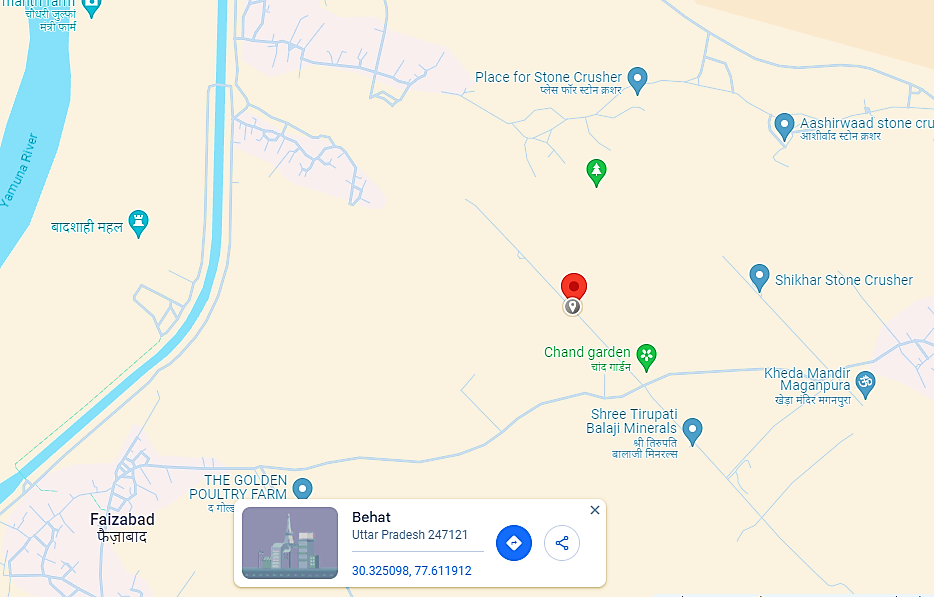 चौधरी जुल्फां
मंत्री फार्म
Place for Stone Crusher
प्लेस फॉर स्टोन क्रशर
Aashirwaad stone cru
आशीर्वाद स्टोन क्रशर
Yamuna River
बादशाही महल
Shikhar Stone Crusher
Chand garden
चांद गार्डन
Kheda Mandir
Maganpura
खेड़ा मंदिर मगनपुरा
Shree Tirupati
Balaji Minerals
श्री तिरुपति
बालाजी मिनरल्स
THE GOLDEN
POULTRY FARM
द गोल्ड
Faizabad
फैज़ाबाद
Behat
Uttar Pradesh 247121
30.325098, 77.611912